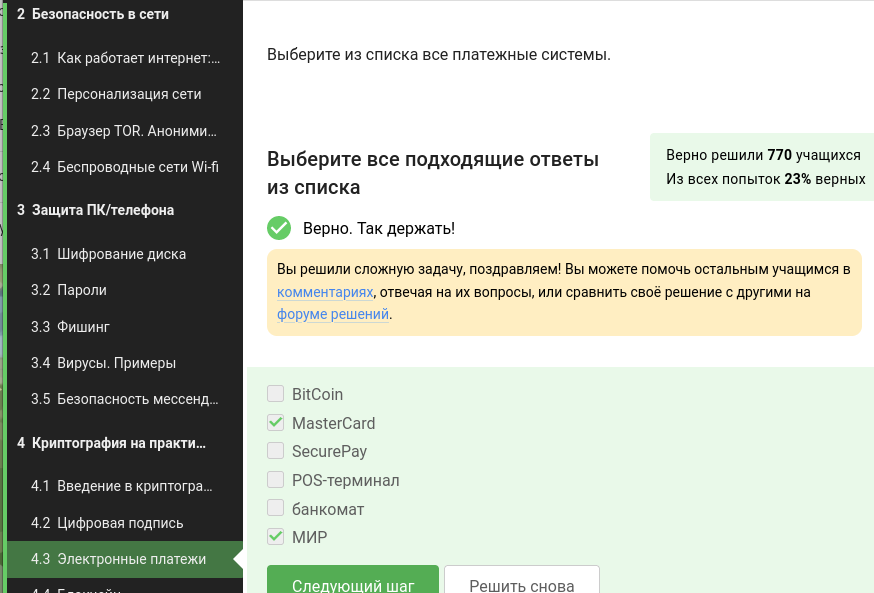 2 Безопасность в сети
2.1 Как работает интернет:...
2.2 Персонализация сети
2.3 Браузер TOR. Аноними...
2.4 Беспроводные сети Wi-fi
3 Защита ПК/телефона
3.1 Шифрование диска
3.2 Пароли
3.3 Фишинг
3.4 Вирусы. Примеры
3.5 Безопасность мессенд...
4 Криптография на практи...
4.1 Введение в криптогра...
4.2 Цифровая подпись
4.3 Электронные платежи
4.4 Блокчейн
Выберите из списка все платежные системы.
Выберите все подходящие ответы
из списка
Верно решили 770 учащихся
Из всех попыток 23% верных
Верно. Так держать!
Вы решили сложную задачу, поздравляем! Вы можете помочь остальным учащимся в
комментариях, отвечая на их вопросы, или сравнить своё решение с другими на
форуме решений.
BitCoin
MasterCard
SecurePay
POS-терминал
банкомат
МИР
Следующий шаг
Решить снова